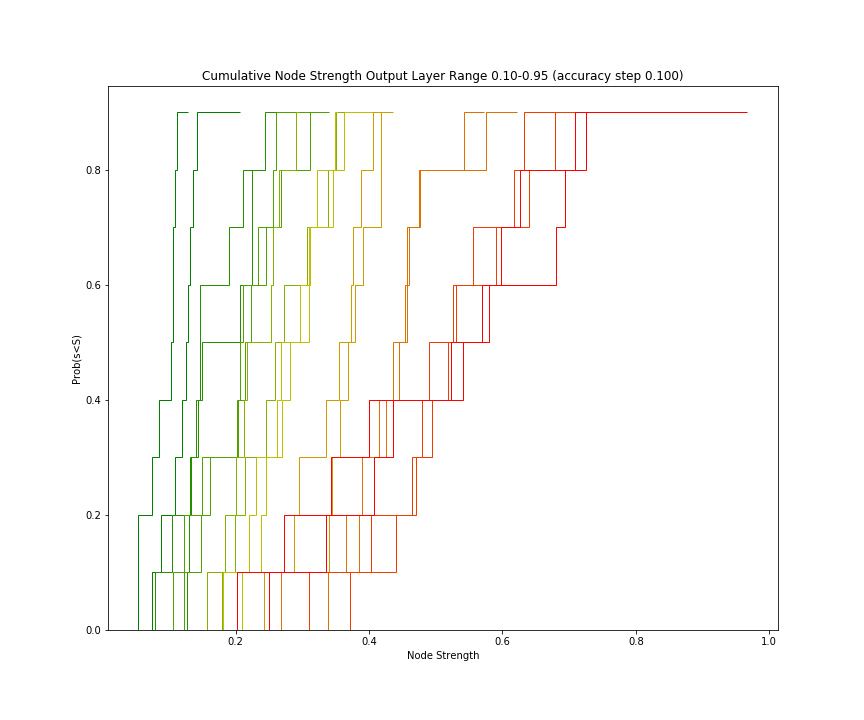 Cumulative Node Strength Output Layer Range 0.10-0.95 (accuracy step 0.100)
0.8
0.6
Prob(s<S)
0.4
0.2
0.0
0.2 0.4 0.6 0.8 1.0
Node Strength